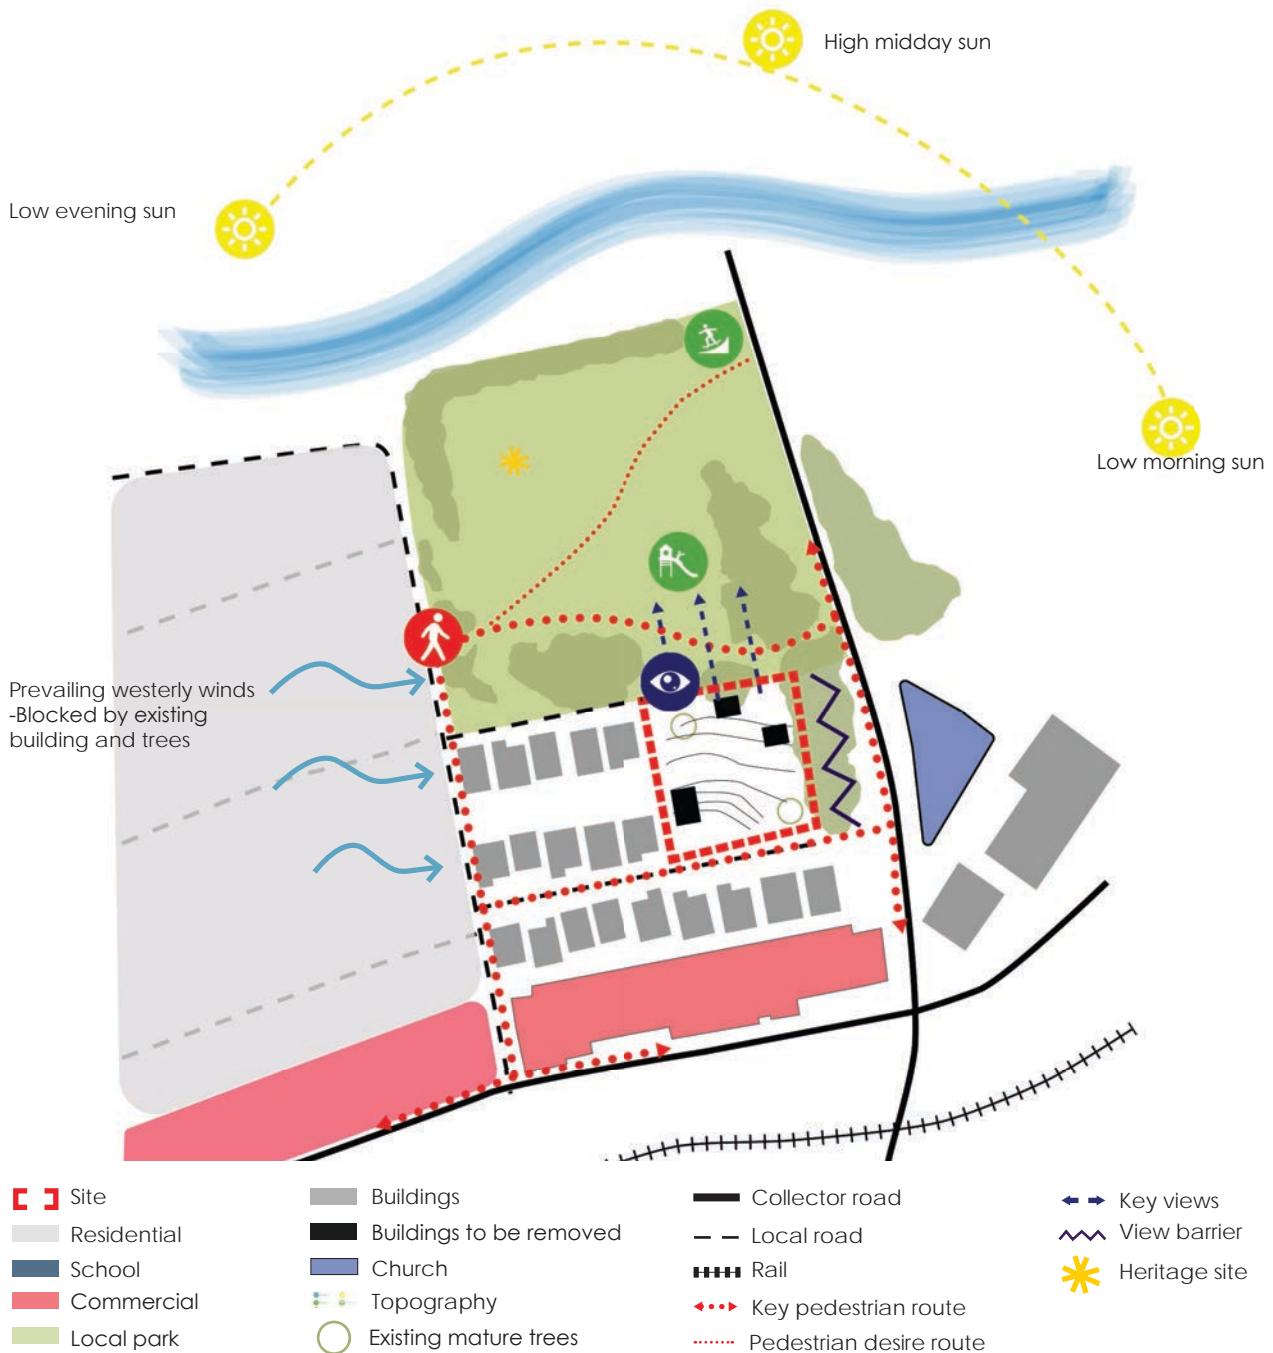 High midday sun
Low evening sun
Low morning sun
Prevailing westerly winds
-Blocked by existing
building and trees
Site
Residential
School
Commercial
Local park
Buildings
Buildings to be removed
Church
Topography
Existing mature trees
Collector road
Local road
Rail
Key pedestrian route
Pedestrian desire route
Key views
View barrier
Heritage site